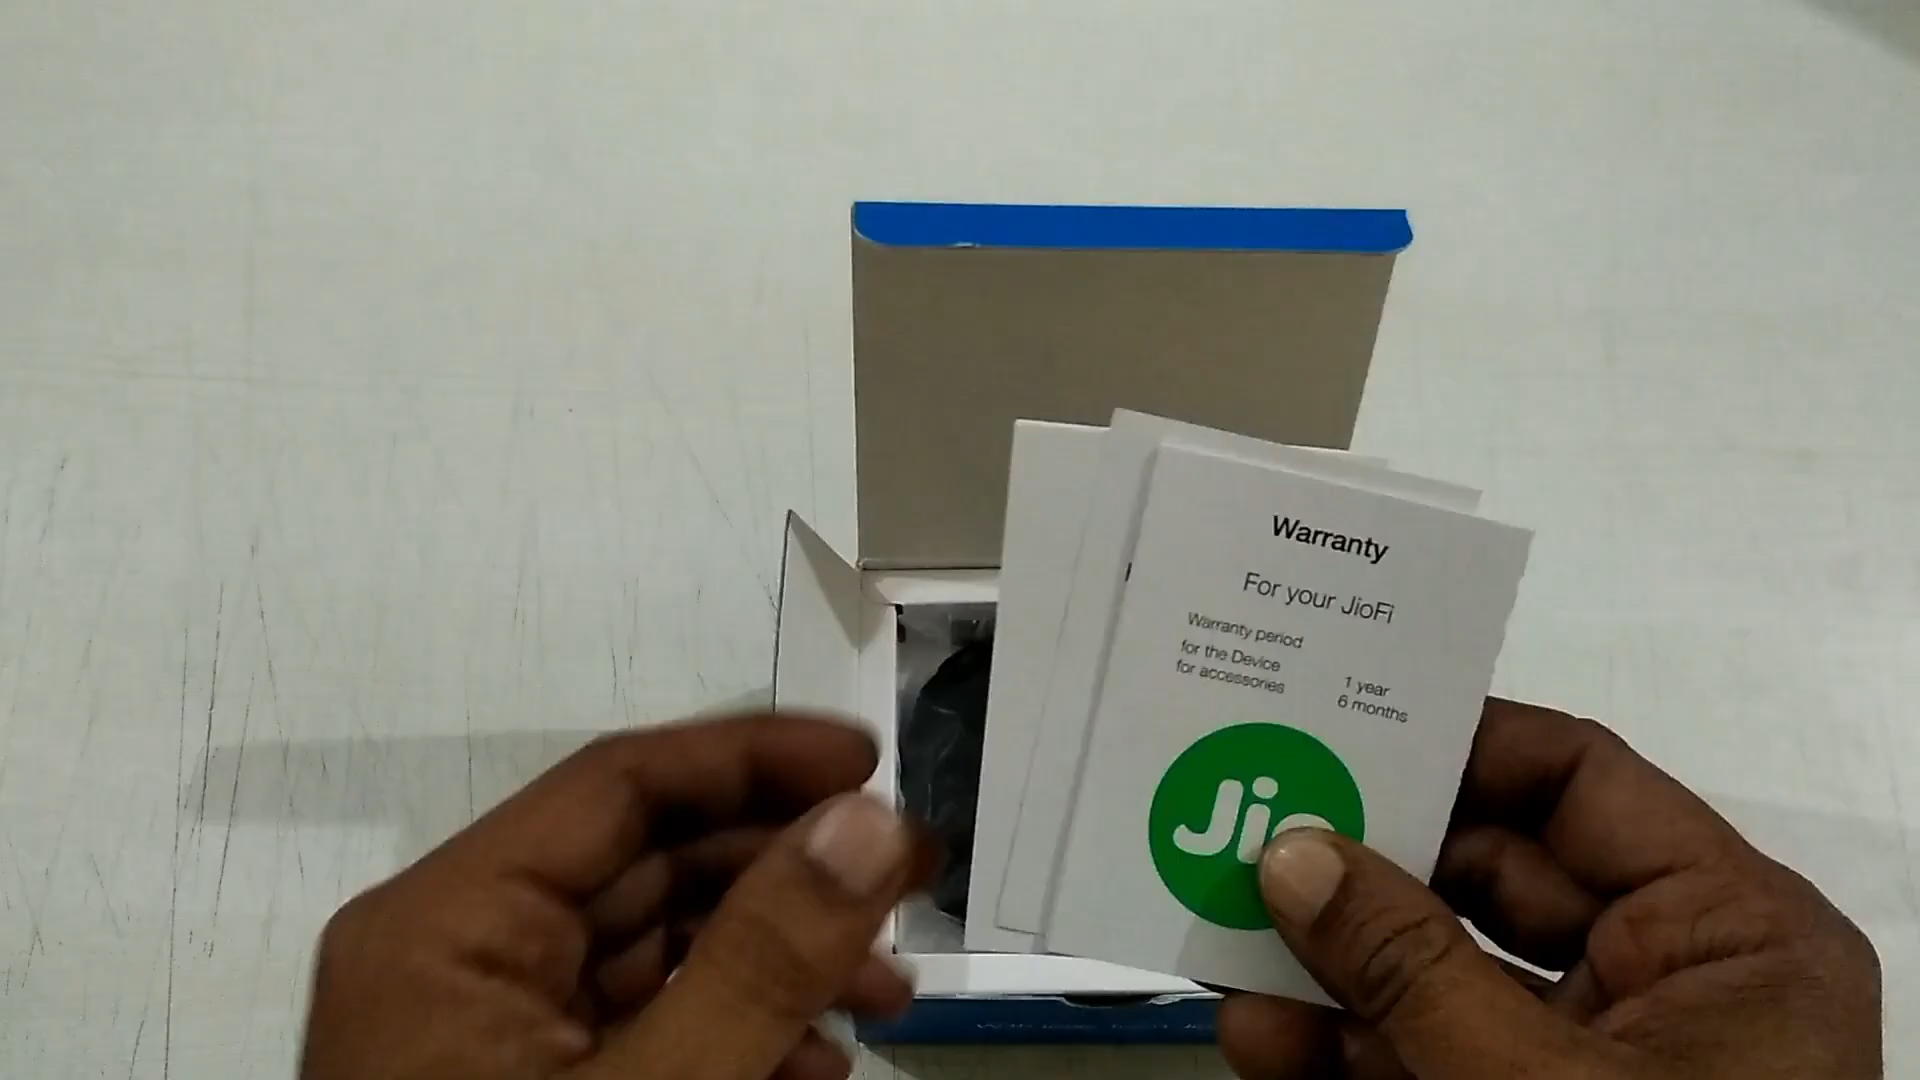 Warranty
For your JioFi
Warranty period
for the Device 1 year
for accessories 6 months
Jio